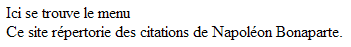 Ici se trouve le menu
Ce site répertorie des citations de Napoléon Bonaparte.